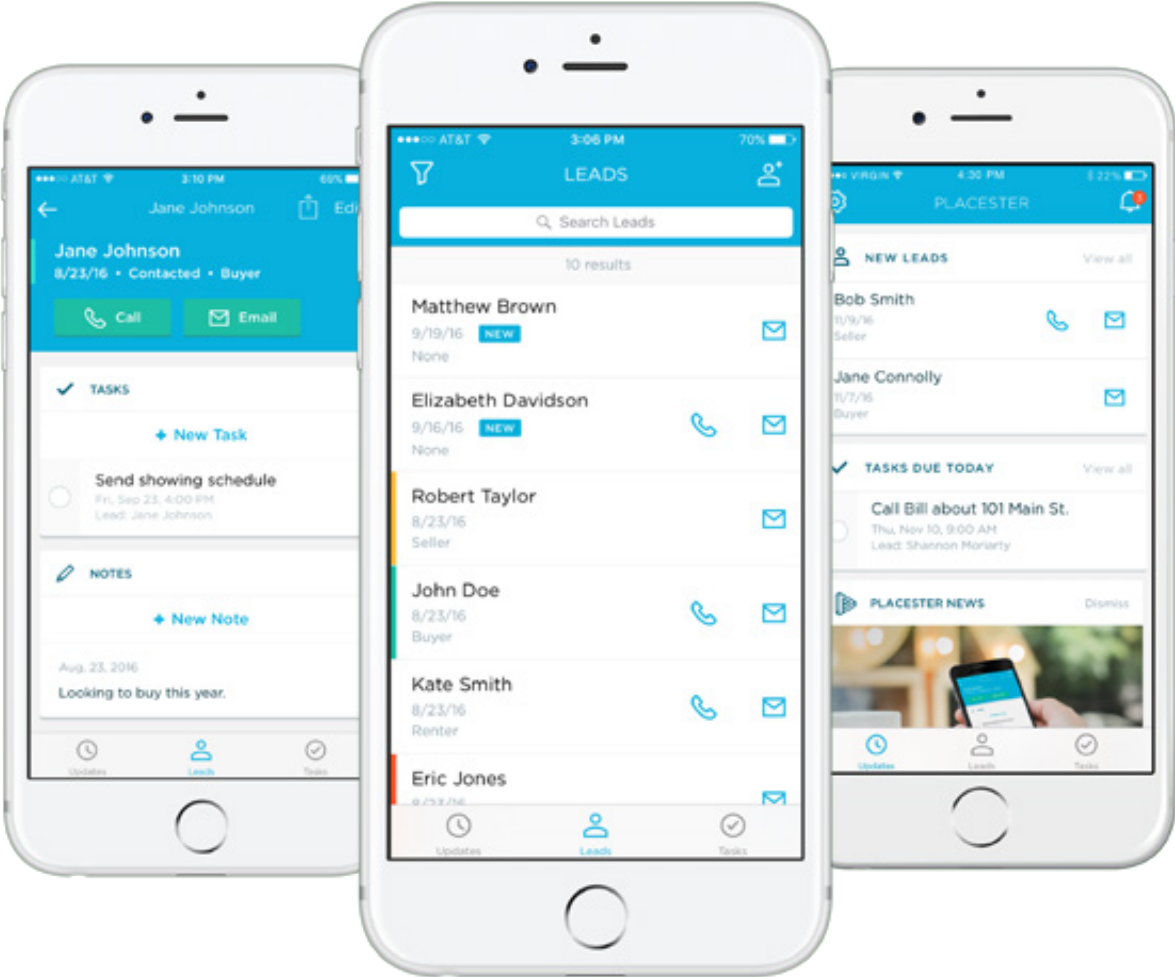 AT&T 3:10 PM 69%
Jane Johnson Edi
Jane Johnson
8/23/16 • Contacted • Buyer
Call Email
TASKS
+ New Task
Send showing schedule
Fri, Sep 23, 4:00 PM
Lead: Jane Johnson
NOTES
+ New Note
Aug. 23, 2016
Looking to buy this year.
Updates Leads Tasks
AT&T 3:06 PM 70%
LEADS
Search Leads
10 results
Matthew Brown
9/19/16 NEW
None
Elizabeth Davidson
9/16/16 NEW
None
Robert Taylor
8/23/16
Seller
John Doe
8/23/16
Buyer
Kate Smith
8/23/16
Renter
Eric Jones
8/23/16
Updates Leads Tasks
VIRGIN 4:30 PM 22%
PLACESTER
NEW LEADS View all
Bob Smith
11/9/16
Seller
Jane Connolly
11/7/16
Buyer
TASKS DUE TODAY View all
Call Bill about 101 Main St.
Thu, Nov 10, 9:00 AM
Lead: Shannon Moriarty
PLACESTER NEWS Dismiss
Updates Leads Tasks